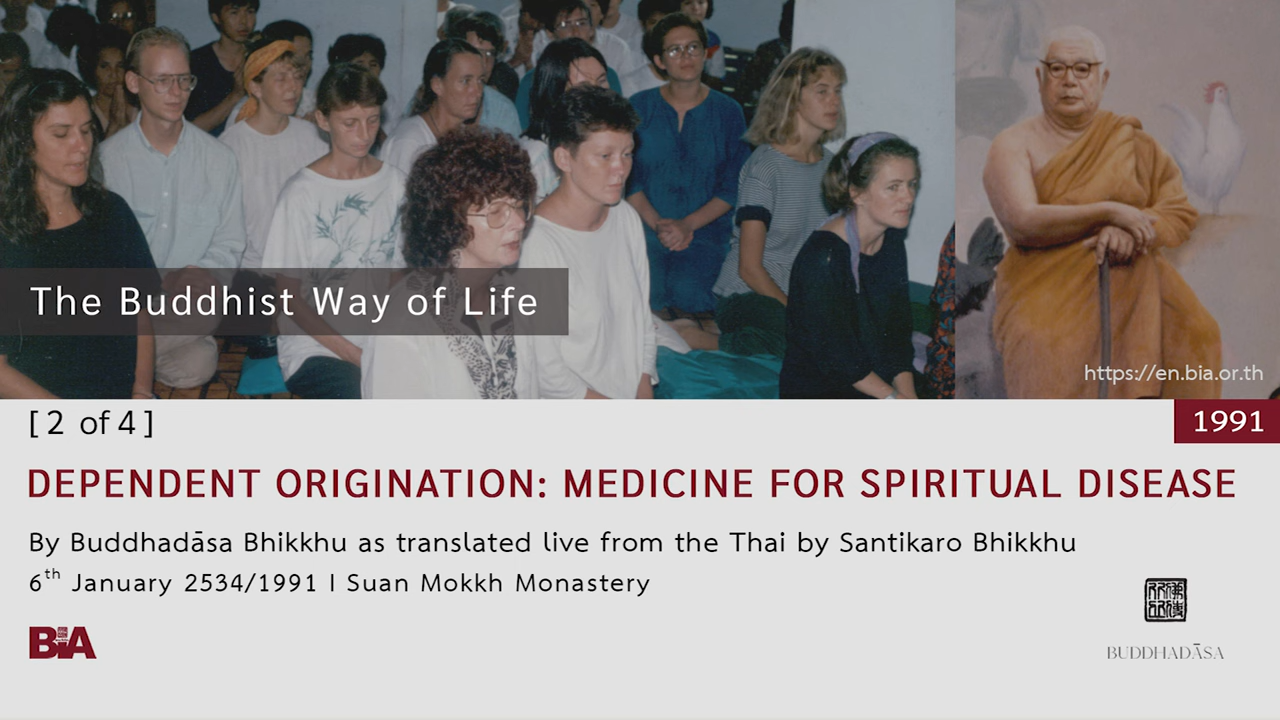 The Buddhist Way of Life
https://en.bia.or.th
[ 2 of 4 ]
1991
DEPENDENT ORIGINATION: MEDICINE FOR SPIRITUAL DISEASE
By Buddhadāsa Bhikkhu as translated live from the Thai by Santikaro Bhikkhu
6th January 2534/1991 | Suan Mokkh Monastery
BIA
BUDDHADĀSA